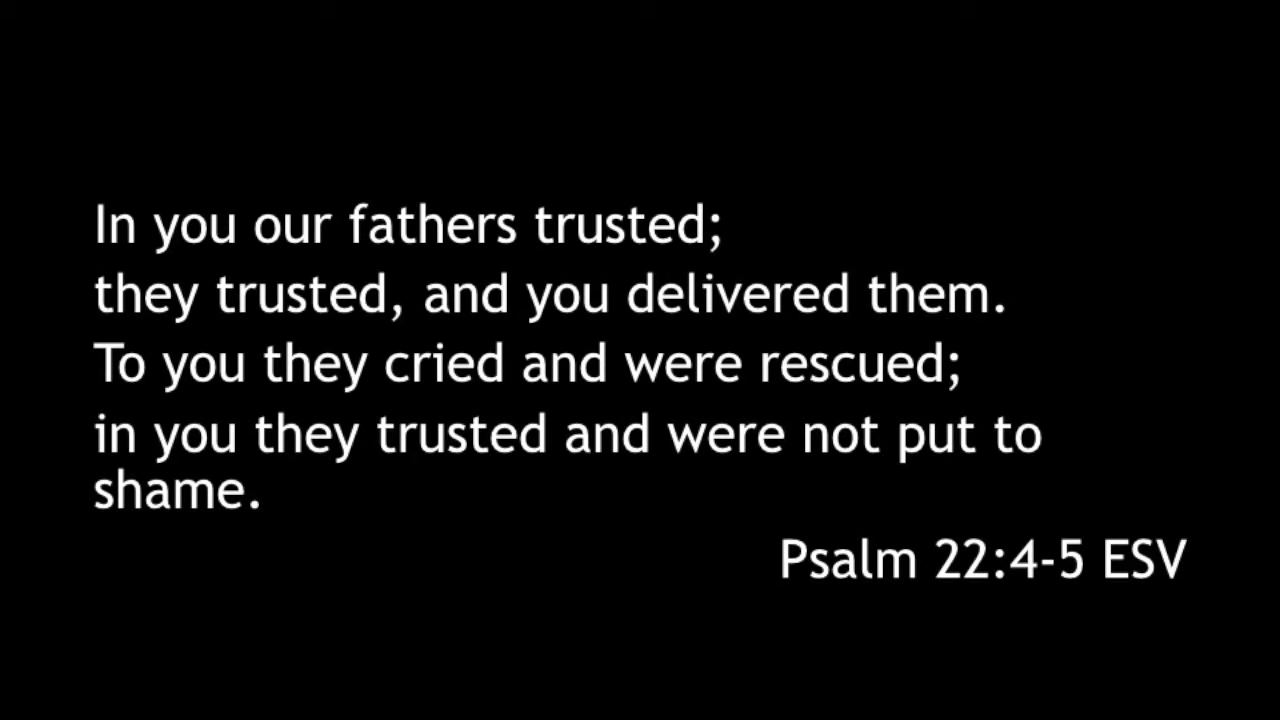 In you our fathers trusted;
they trusted, and you delivered them.
To you they cried and were rescued;
in you they trusted and were not put to
shame.
Psalm 22:4-5 ESV